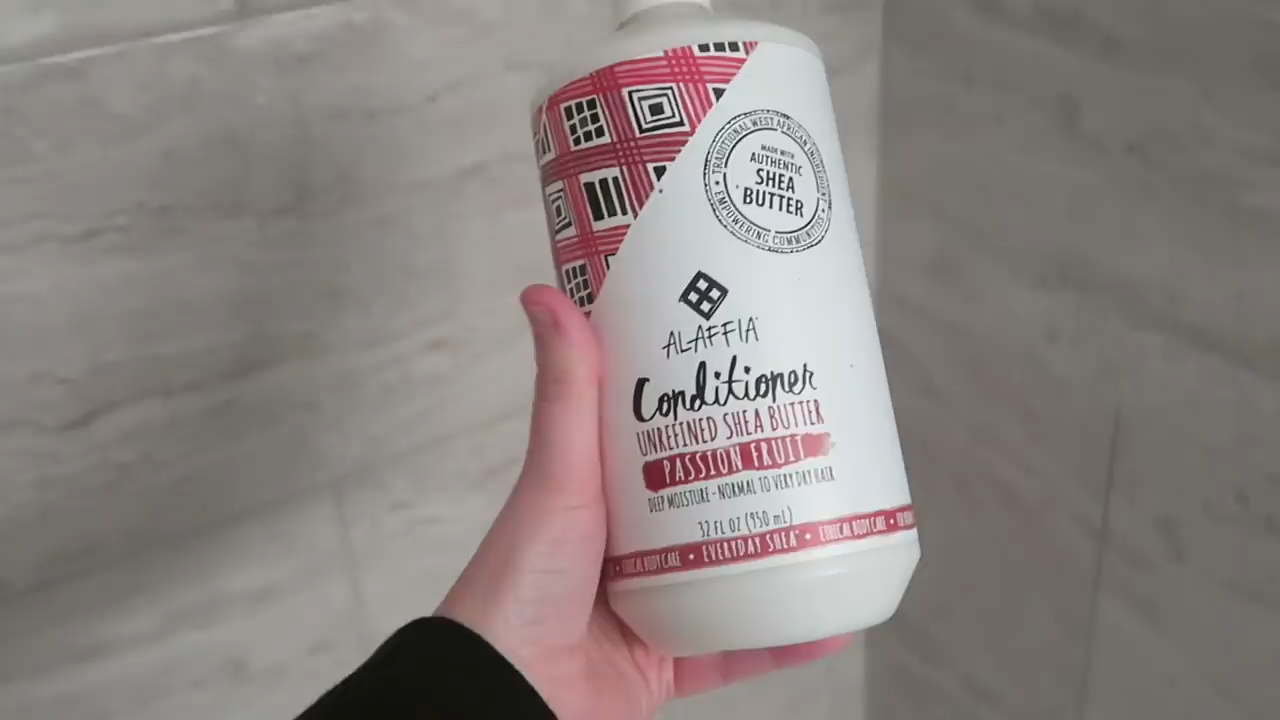 TRADITIONAL WEST AFRICAN INGREDIENT
MADE WITH
AUTHENTIC
SHEA
BUTTER
EMPOWERING COMMUNITIES
ALAFFIA
Conditioner
UNREFINED SHEA BUTTER
PASSION FRUIT
DEEP MOISTURE - NORMAL TO VERY DRY HAIR
32 FL OZ (950 mL)
• ETHICAL BODY CARE • EVERYDAY SHEA • ETHICAL BODY CARE •